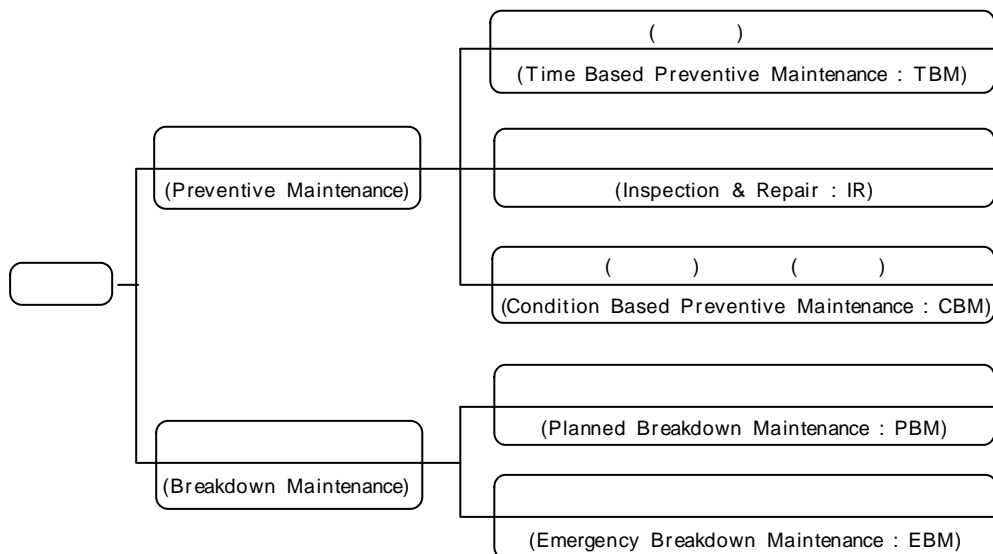 ( )
(Time Based Preventive Maintenance : TBM)
(Preventive Maintenance)
(Inspection & Repair : IR)
( ) ( )
(Condition Based Preventive Maintenance : CBM)
(Planned Breakdown Maintenance : PBM)
(Breakdown Maintenance)
(Emergency Breakdown Maintenance : EBM)